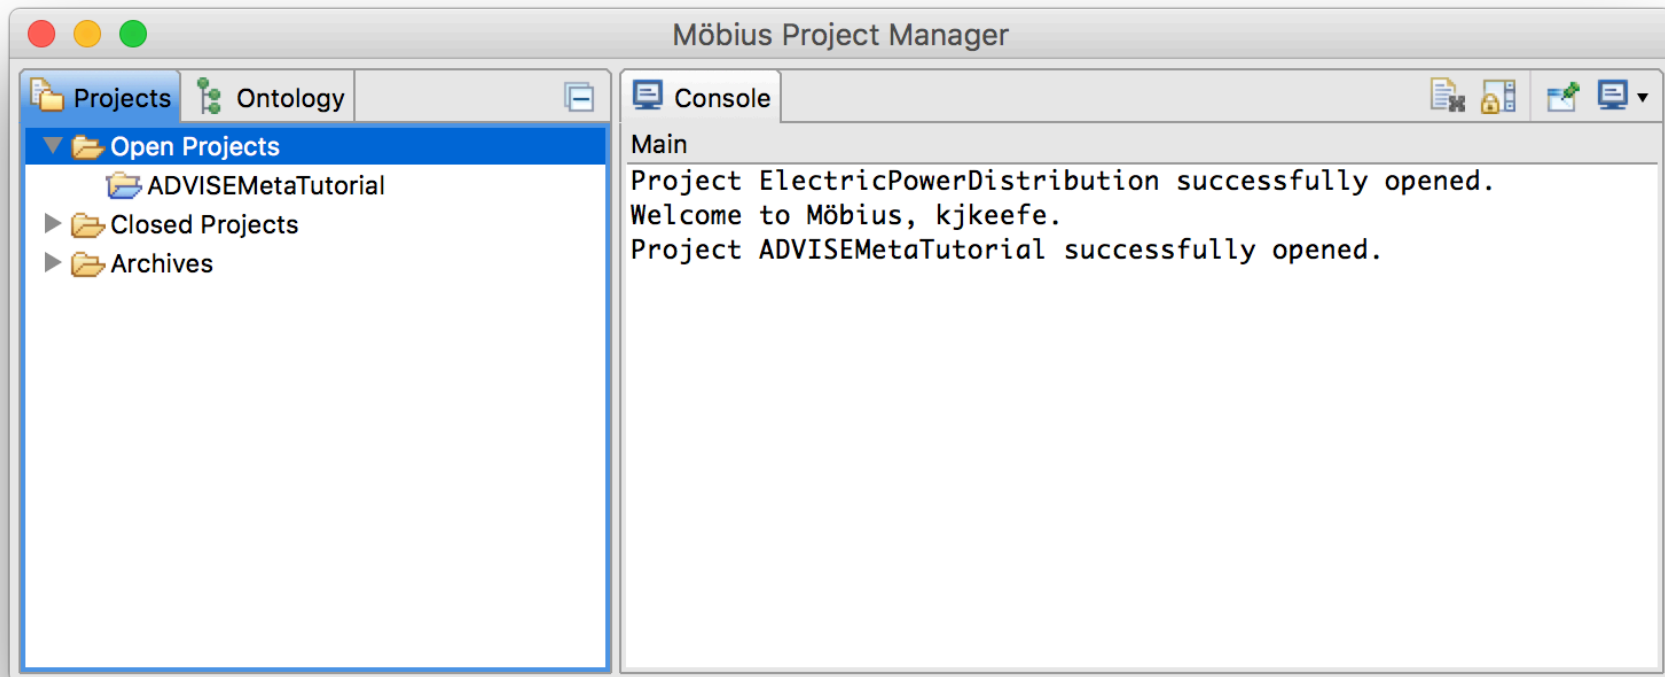 Möbius Project Manager
Projects
Ontology
Open Projects
ADVISEMetaTutorial
Closed Projects
Archives
Console
Main
Project ElectricPowerDistribution successfully opened.
Welcome to Möbius, kjkeefe.
Project ADVISEMetaTutorial successfully opened.